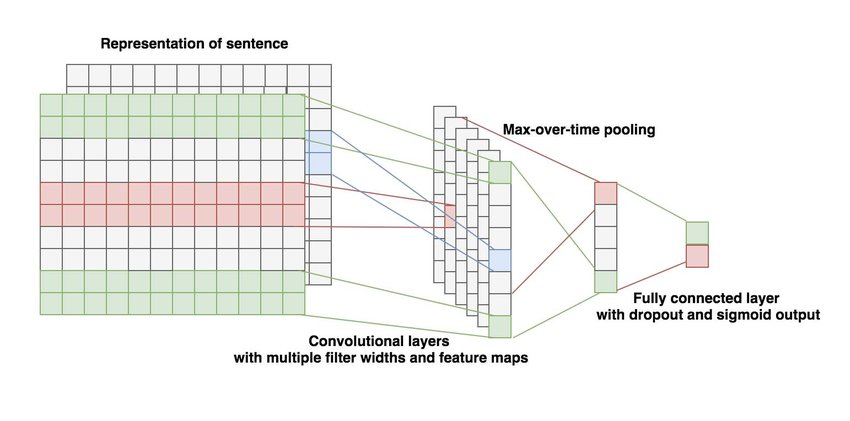 Representation of sentence
Max-over-time pooling
Fully connected layer
with dropout and sigmoid output
Convolutional layers
with multiple filter widths and feature maps